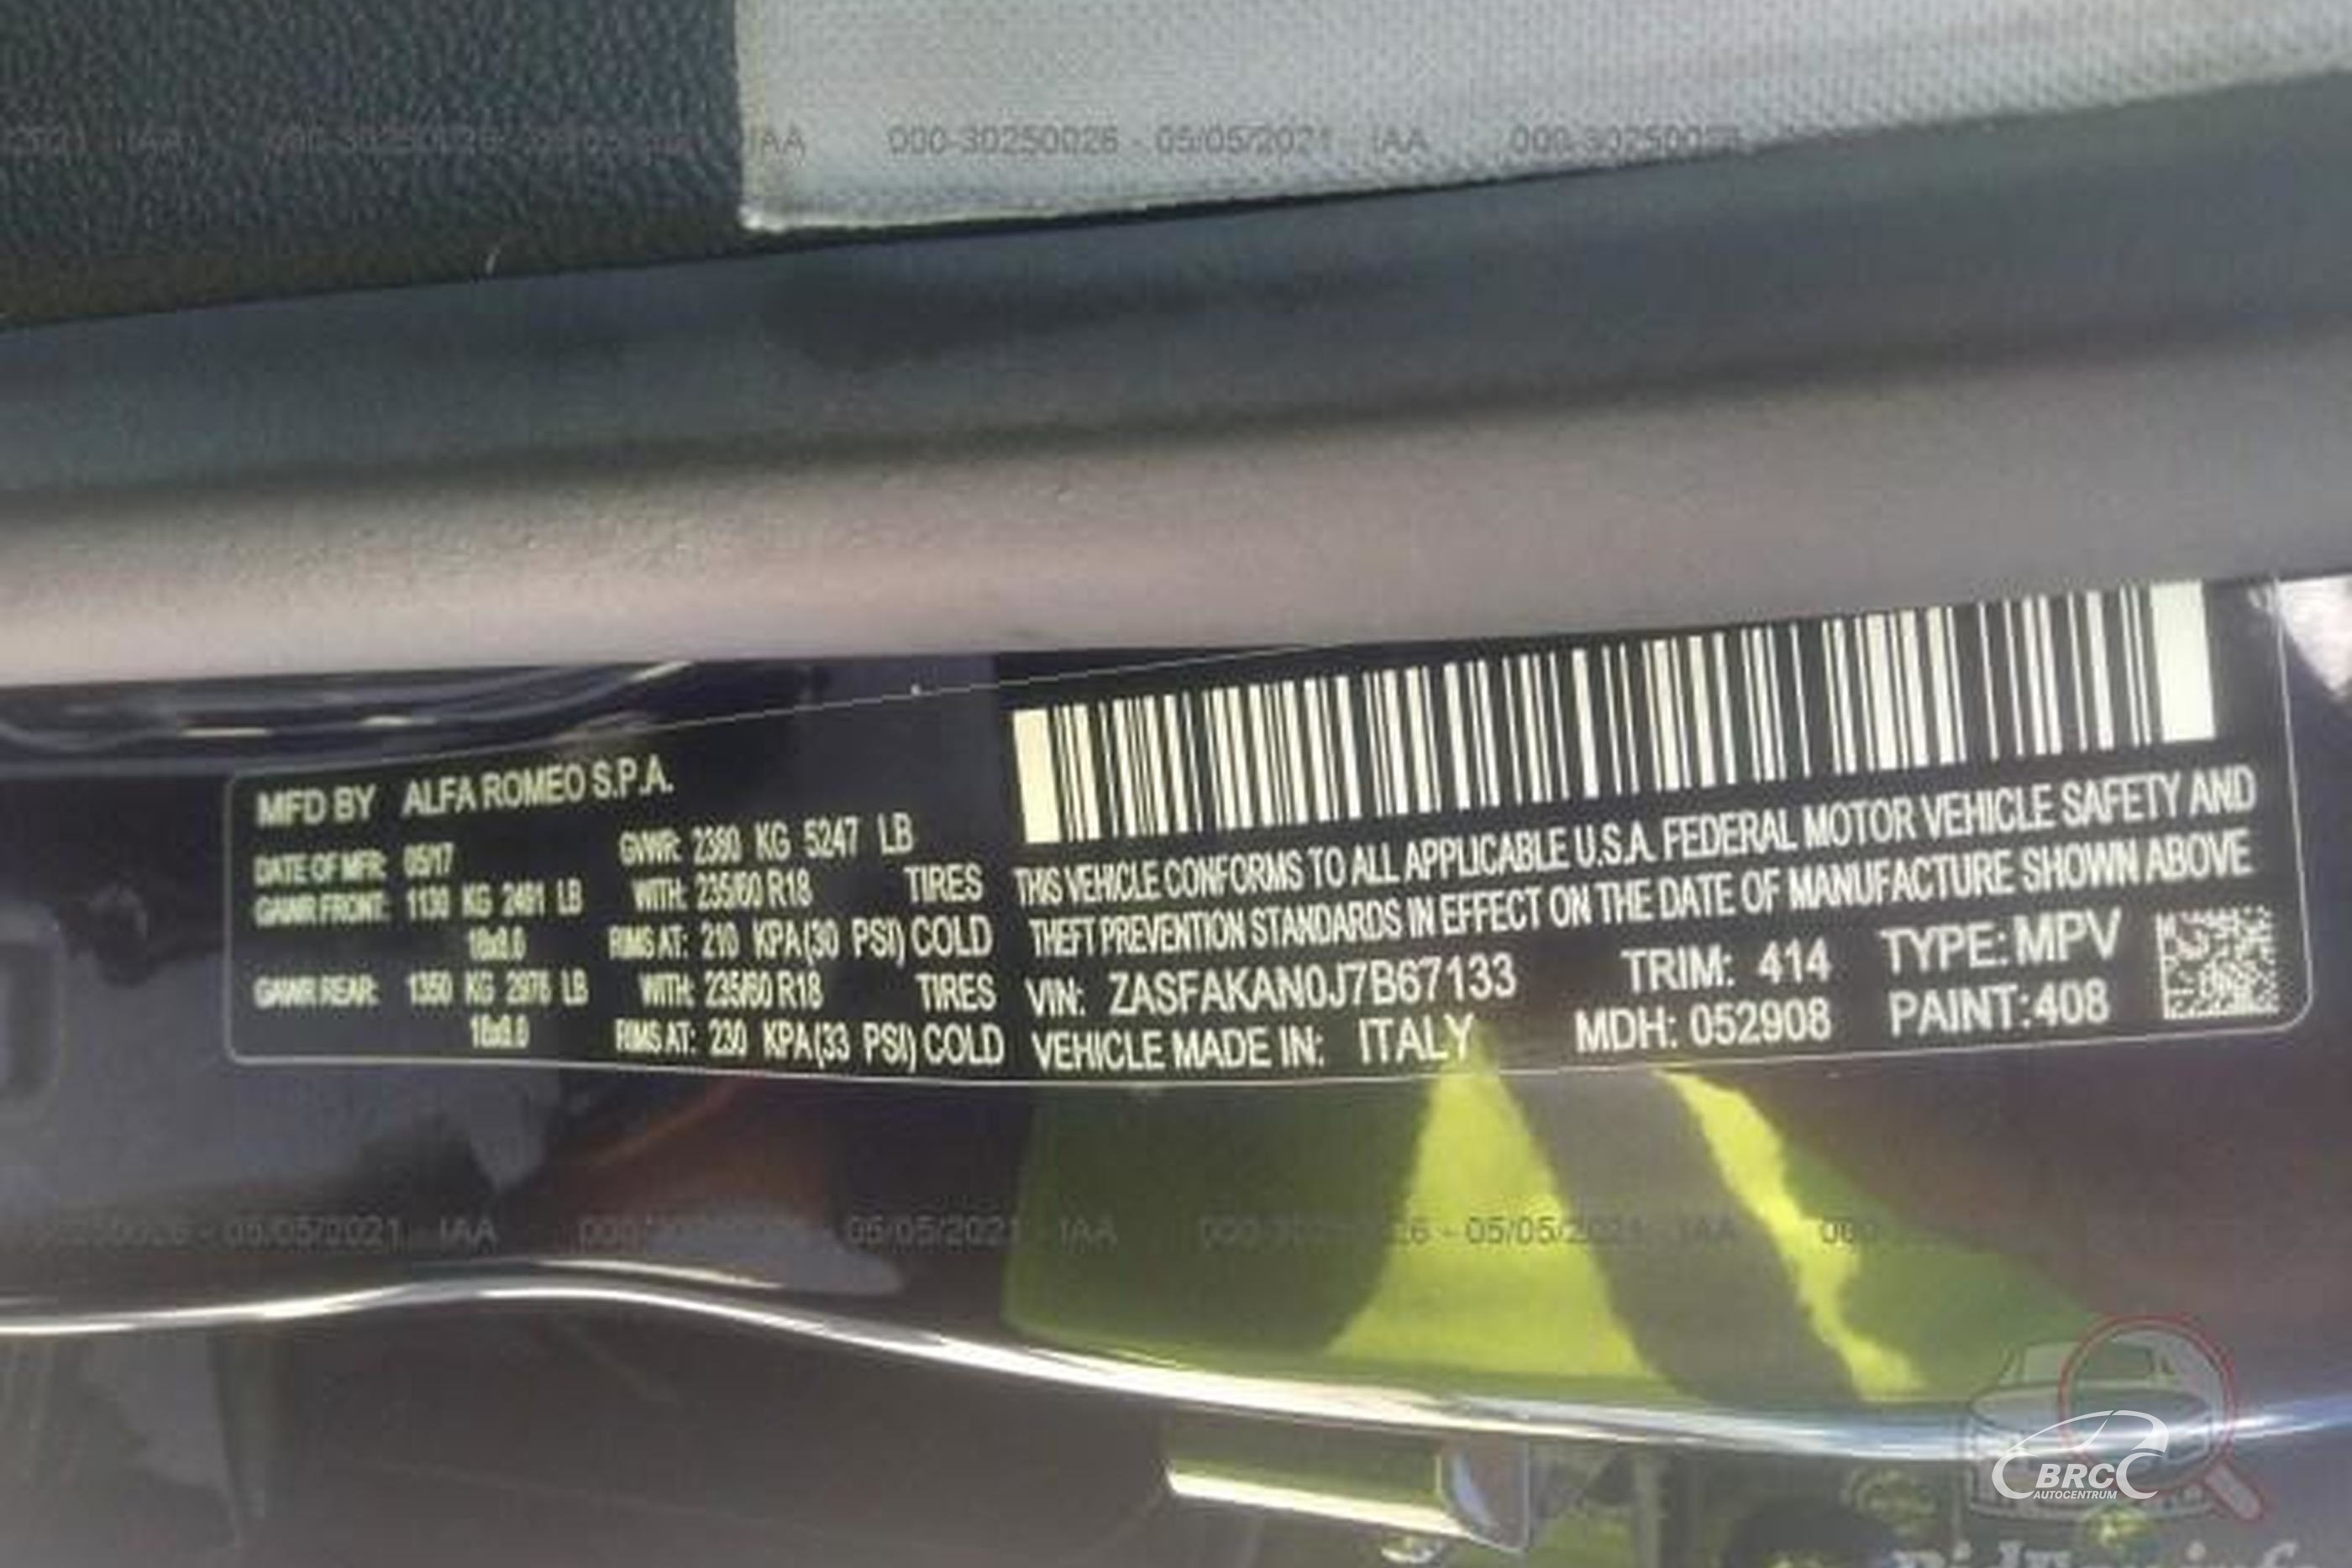 IAA 000-30250026 - 05/05/2021 IAA
MFD BY ALFA ROMEO S.P.A.
DATE OF MFR: 05/17 GVWR: 2380 KG 5247 LB
GAWR FRONT: 1130 KG 2491 LB WITH: 235/60 R18 TIRES
18x8.0 RIMS AT: 210 KPA(30 PSI) COLD
GAWR REAR: 1350 KG 2976 LB WITH: 235/60 R18 TIRES
18x8.0 RIMS AT: 230 KPA(33 PSI) COLD
THIS VEHICLE CONFORMS TO ALL APPLICABLE U.S.A. FEDERAL MOTOR VEHICLE SAFETY AND
THEFT PREVENTION STANDARDS IN EFFECT ON THE DATE OF MANUFACTURE SHOWN ABOVE
VIN: ZASFAKAN0J7B67133 TRIM: 414 TYPE: MPV
VEHICLE MADE IN: ITALY MDH: 052908 PAINT: 408
05/05/2021 IAA 05/05/2021 IAA 05/05/2021 IAA
BRC
AUTOCENTRUM